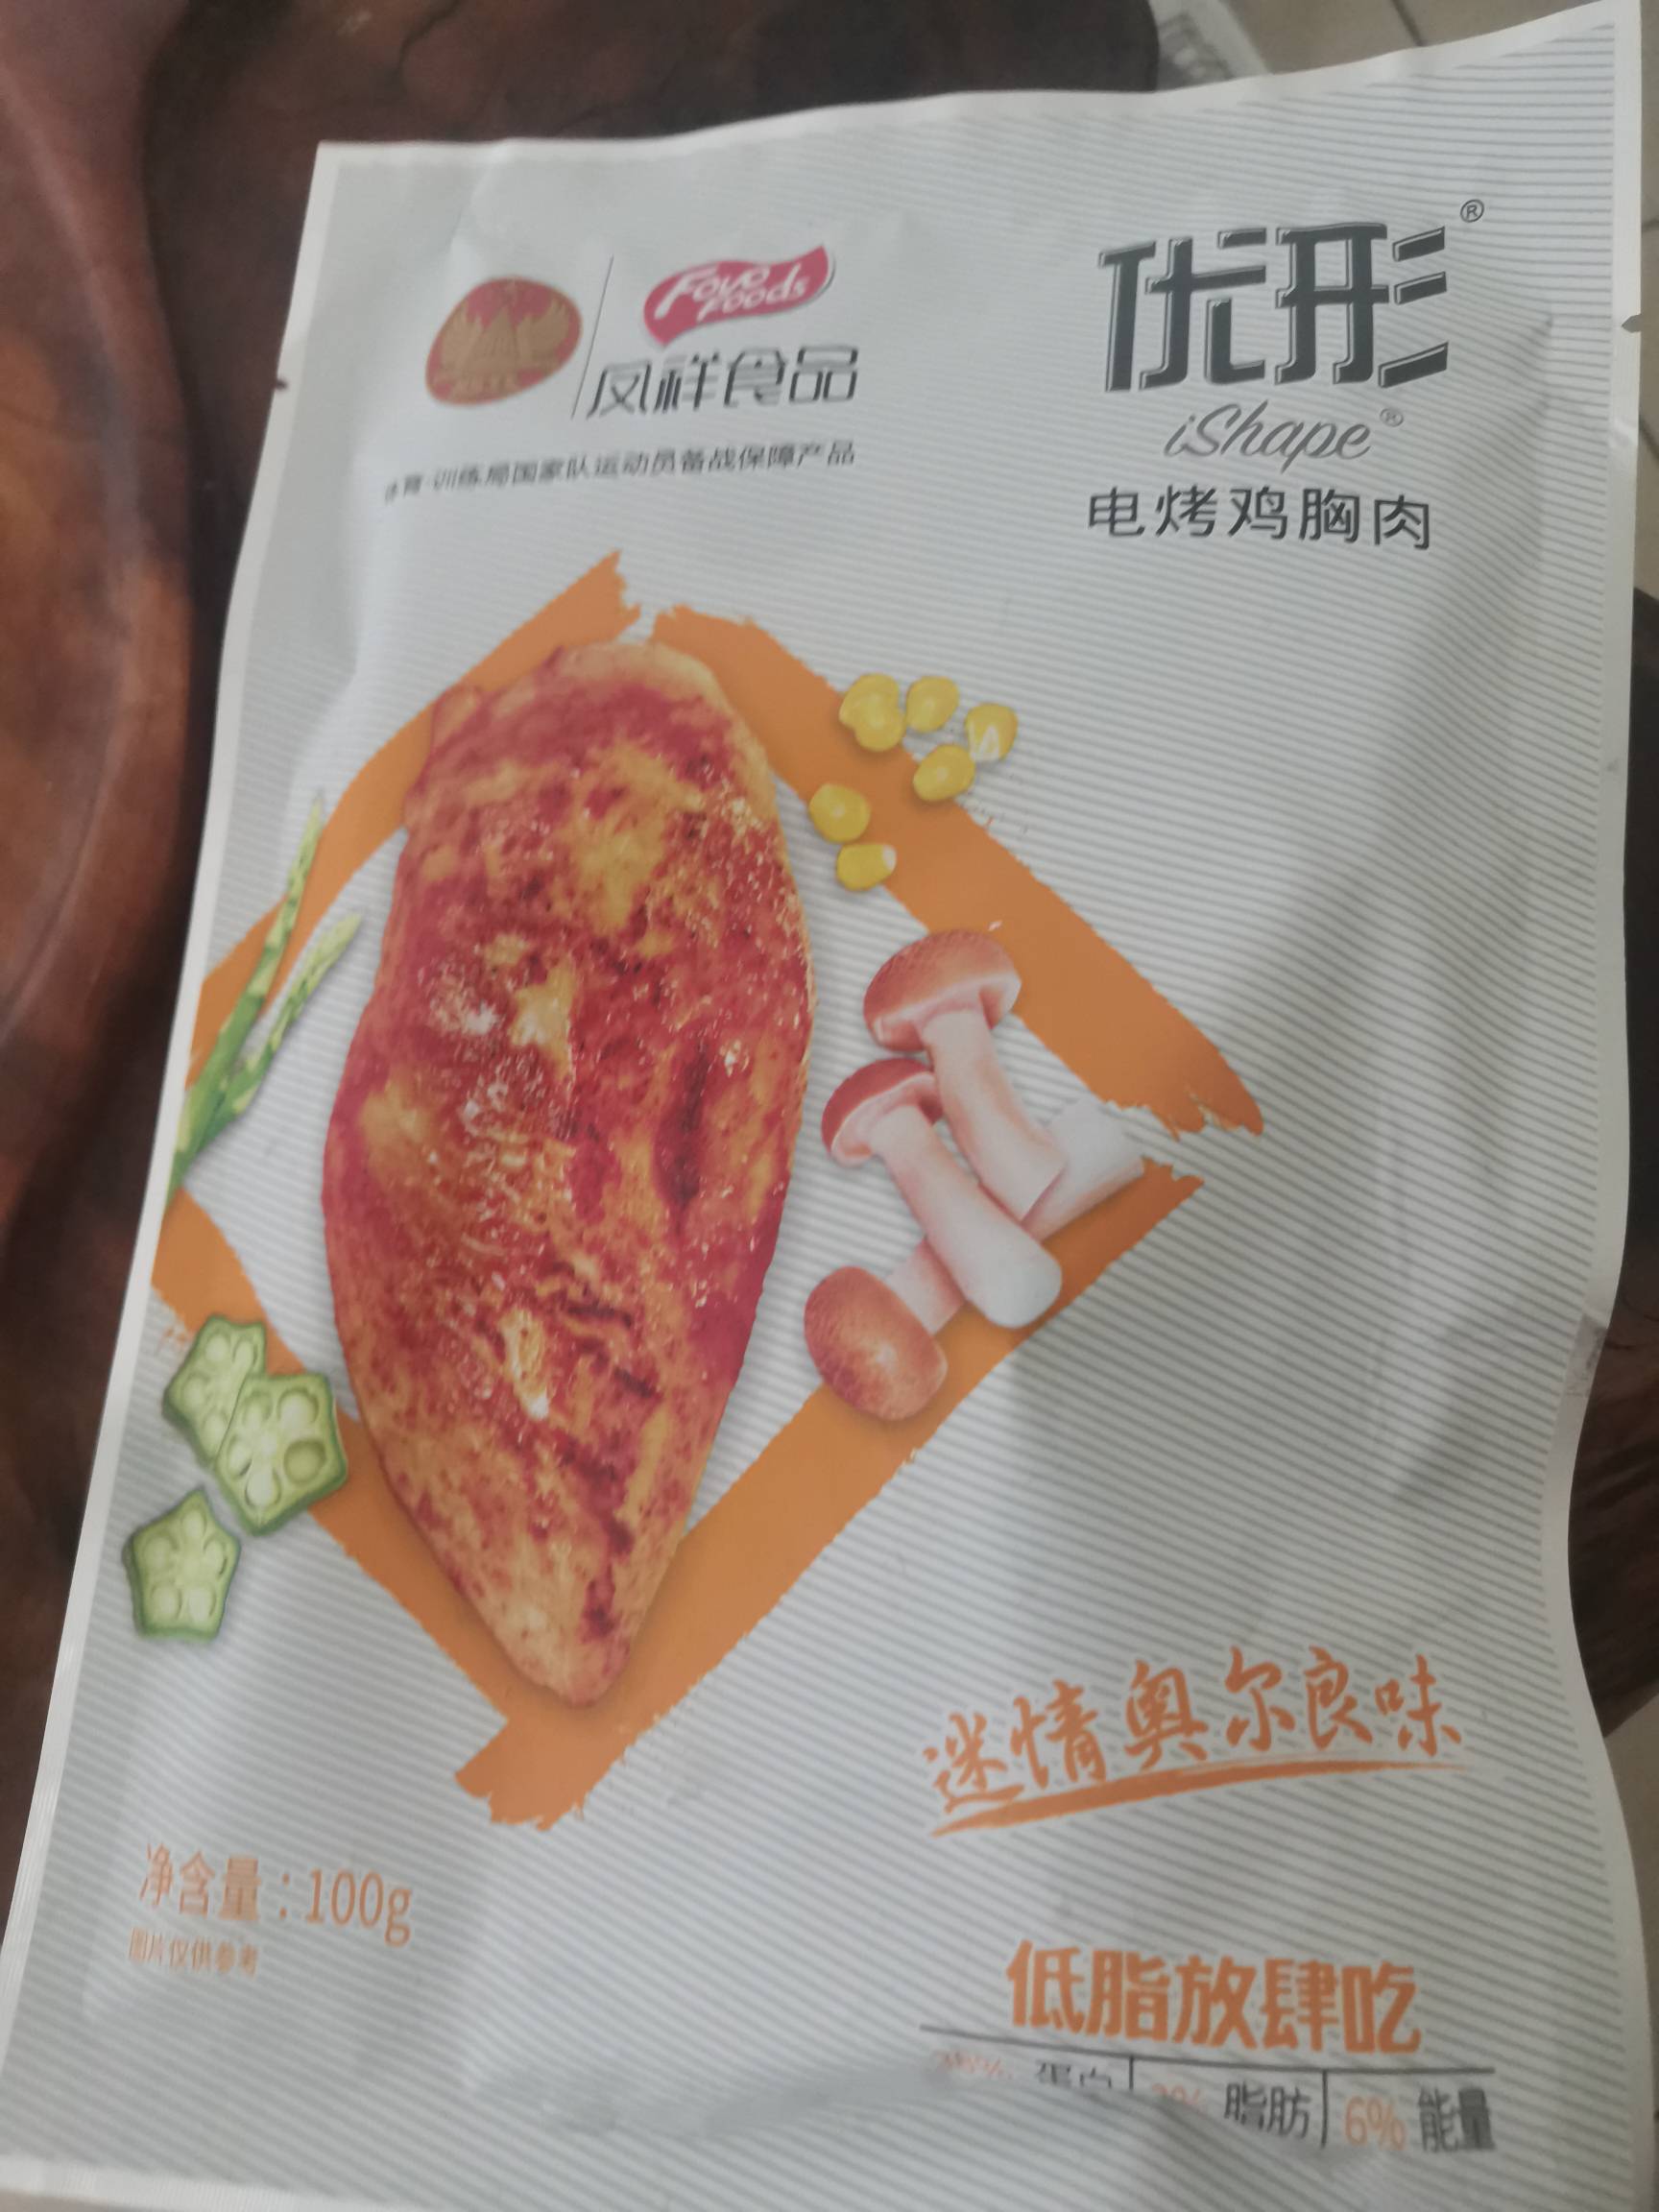 Fovo Foods
凤祥食品
训练局国家队运动员备战保障产品
优形®
iShape®
电烤鸡胸肉
迷情奥尔良味
净含量：100g
图片仅供参考
低脂放肆吃
蛋白
脂肪
6% 能量